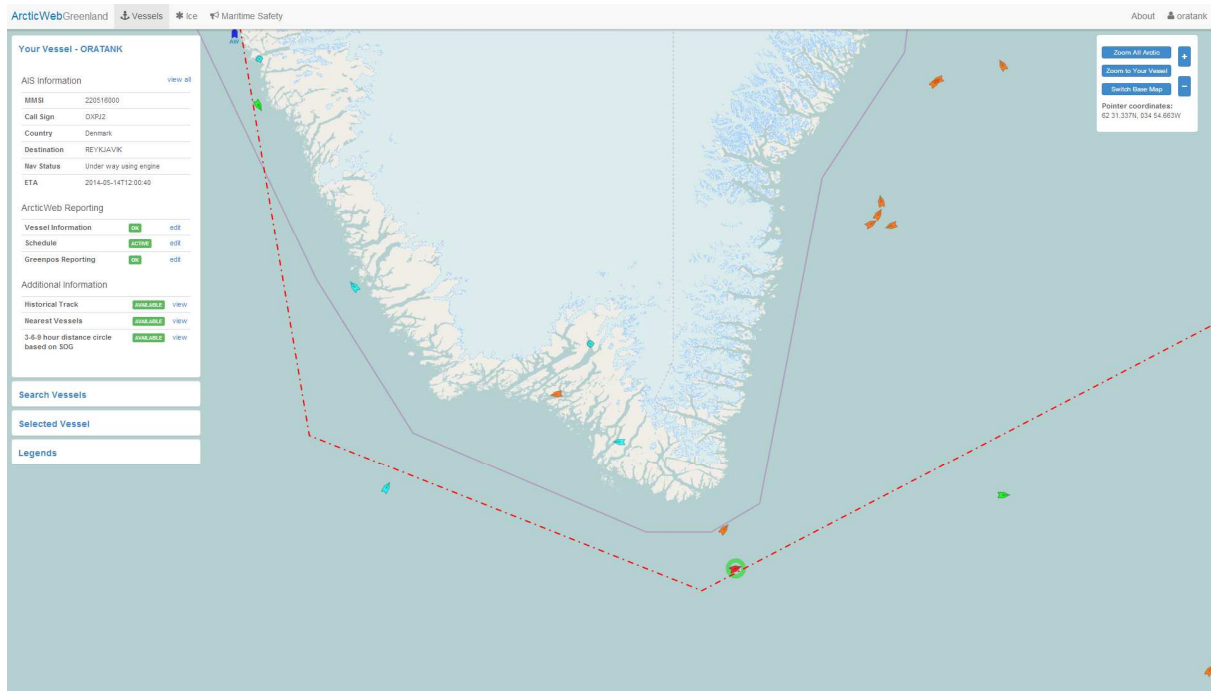 ArcticWebGreenland Vessels Ice Maritime Safety About oratank
Your Vessel - ORATANK
AIS Information view all
MMSI 220516000
Call Sign OXPJ2
Country Denmark
Destination REYKJAVIK
Nav Status Under way using engine
ETA 2014-05-14T12:00:40
ArcticWeb Reporting
Vessel Information OK edit
Schedule ACTIVE edit
Greenpos Reporting OK edit
Additional Information
Historical Track AVAILABLE view
Nearest Vessels AVAILABLE view
3-6-9 hour distance circle AVAILABLE view
based on SOG
Search Vessels
Selected Vessel
Legends
AW
Zoom All Arctic +
Zoom to Your Vessel
Switch Base Map −
Pointer coordinates:
62 31.337N, 034 54.663W